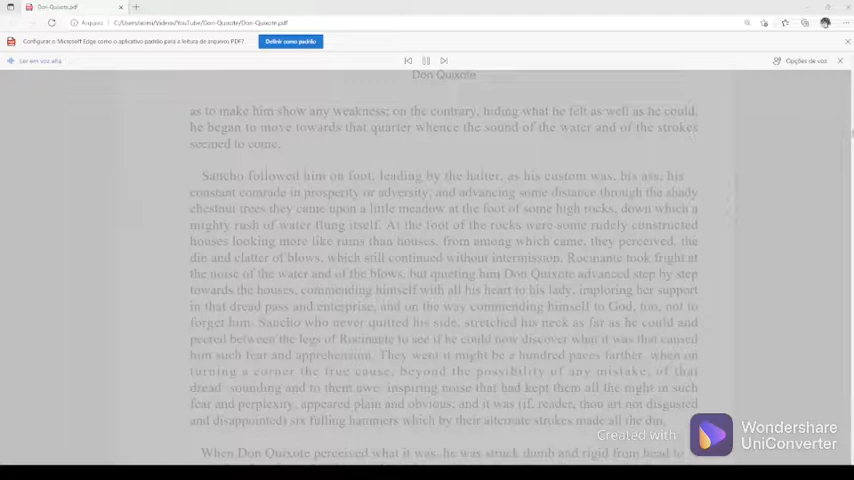 Don-Quixote.pdf
Arquivo
C:/Users/acma/Videos/YouTube/Don-Quixote/Don-Quixote.pdf
Configurar o Microsoft Edge como o aplicativo padrão para a leitura de arquivos PDF?
Definir como padrão
Ler em voz alta
Opções de voz
Don Quixote
as to make him show any weakness; on the contrary, hiding what he felt as well as he could,
he began to move towards that quarter whence the sound of the water and of the strokes
seemed to come.
Sancho followed him on foot, leading by the halter, as his custom was, his ass, his
constant comrade in prosperity or adversity, and advancing some distance through the shady
chestnut trees they came upon a little meadow at the foot of some high rocks, down which a
mighty rush of water flung itself. At the foot of the rocks were some rudely constructed
houses looking more like ruins than houses, from among which came, they perceived, the
din and clatter of blows, which still continued without intermission. Rocinante took fright at
the noise of the water and of the blows, but quieting him Don Quixote advanced step by step
towards the houses, commending himself with all his heart to his lady, imploring her support
in that dread pass and enterprise, and on the way commending himself to God, too, not to
forget him. Sancho who never quitted his side, stretched his neck as far as he could and
peered between the legs of Rocinante to see if he could now discover what it was that caused
him such fear and apprehension. They went it might be a hundred paces farther, when on
turning a corner the true cause, beyond the possibility of any mistake, of that
dread-sounding and to them awe-inspiring noise that had kept them all the night in such
fear and perplexity, appeared plain and obvious; and it was (if, reader, thou art not disgusted
and disappointed) six fulling hammers which by their alternate strokes made all the din.
When Don Quixote perceived what it was, he was struck dumb and rigid from head to
Created with
Wondershare
UniConverter